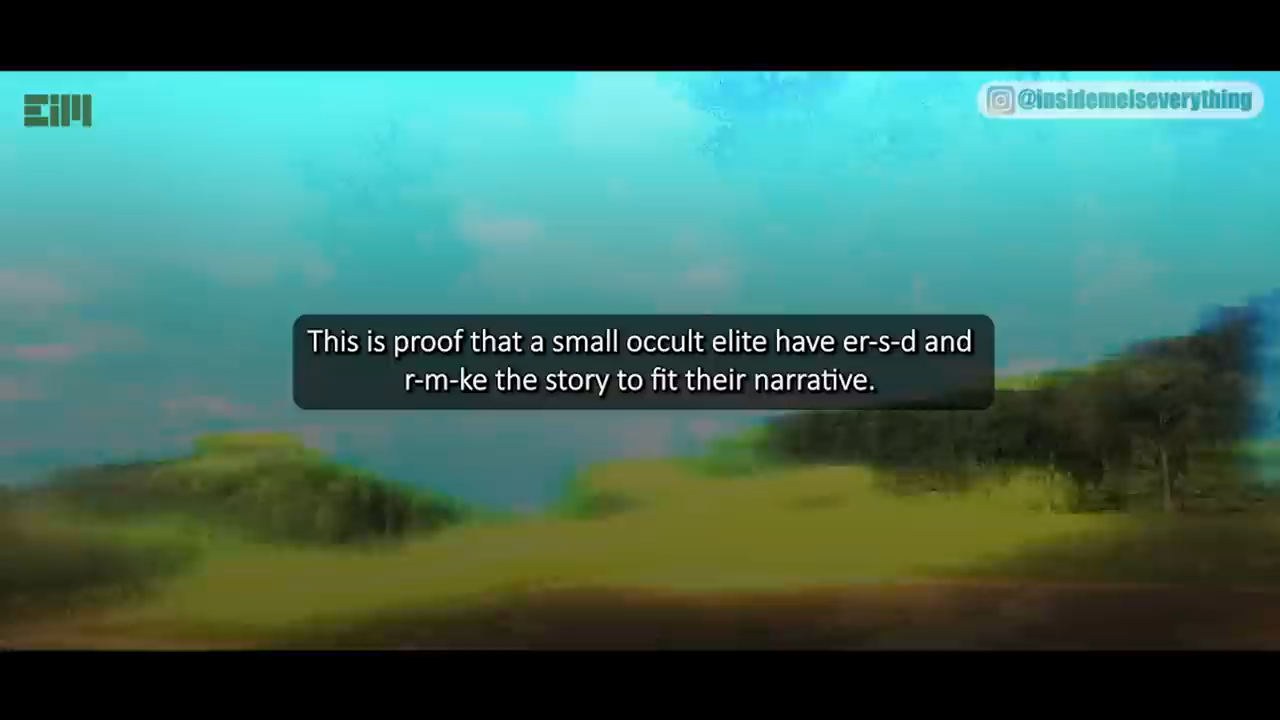 EiM
@insidemeiseverything
This is proof that a small occult elite have er-s-d and
r-m-ke the story to fit their narrative.